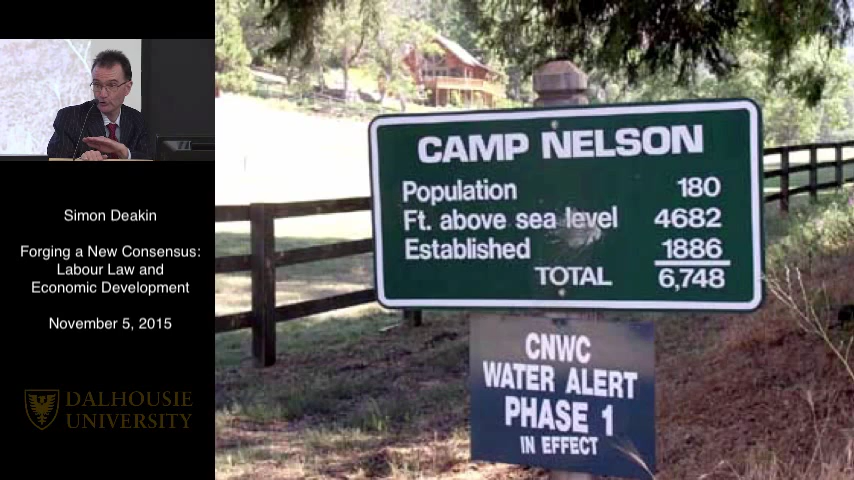 Simon Deakin
Forging a New Consensus:
Labour Law and
Economic Development
November 5, 2015
DALHOUSIE
UNIVERSITY
CAMP NELSON
Population 180
Ft. above sea level 4682
Established 1886
TOTAL 6,748
CNWC
WATER ALERT
PHASE 1
IN EFFECT